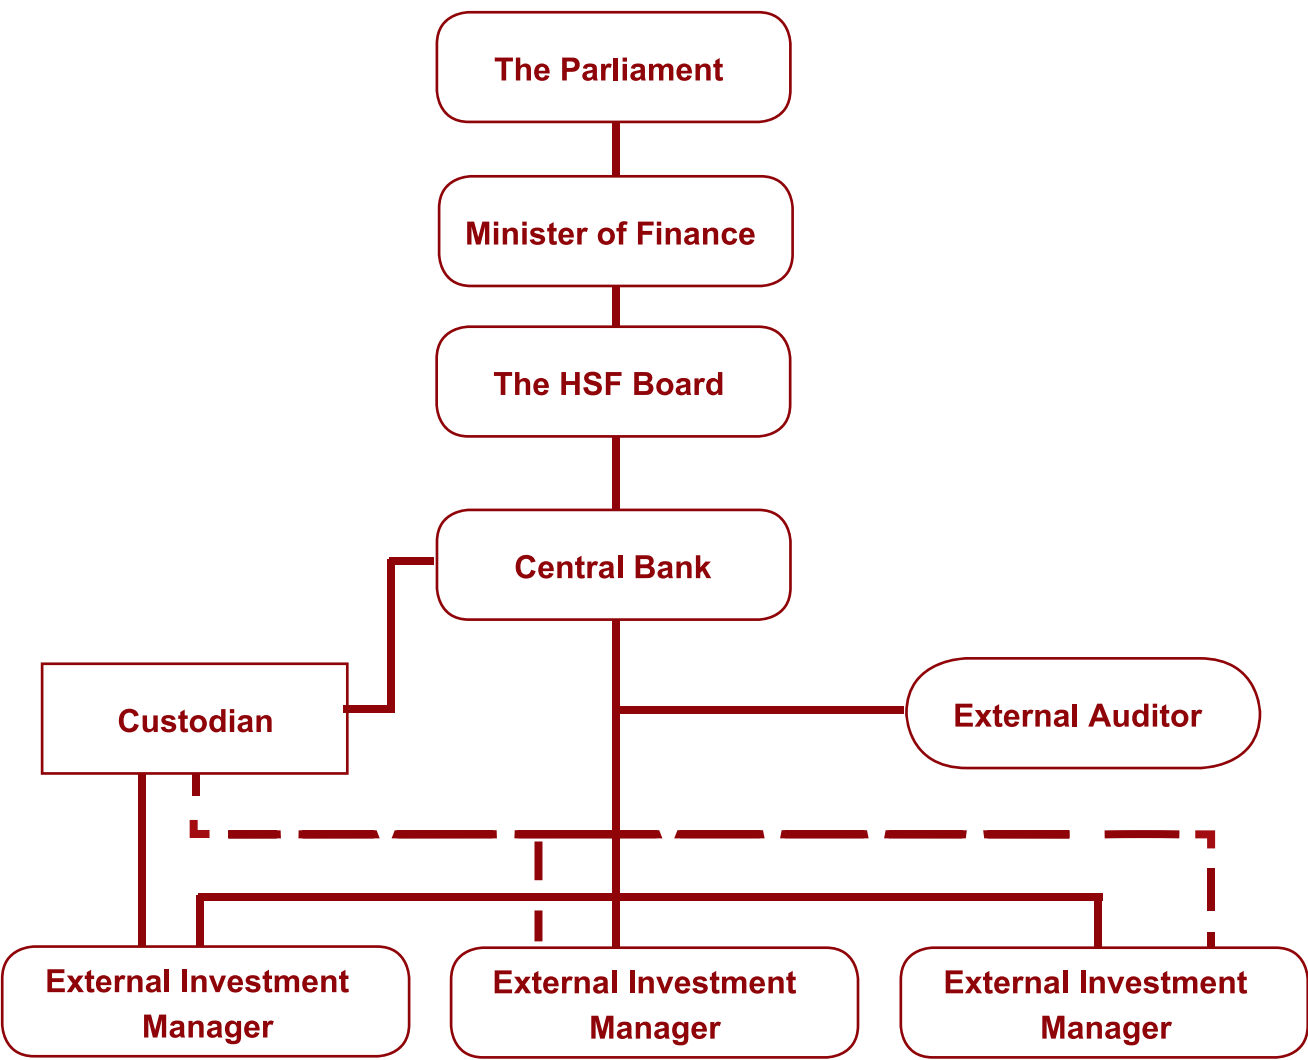 The Parliament
Minister of Finance
The HSF Board
Central Bank
Custodian
External Auditor
External Investment
Manager
External Investment
Manager
External Investment
Manager